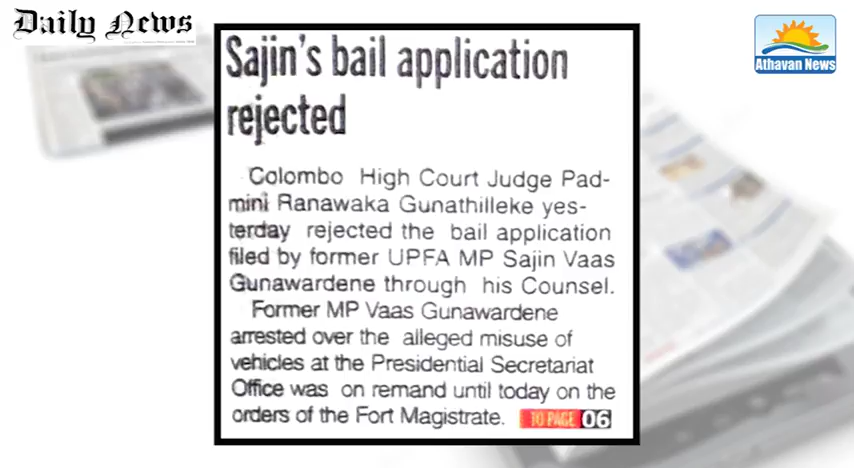 Daily News
Athavan News
Sajin's bail application
rejected
Colombo High Court Judge Pad-
mini Ranawaka Gunathilleke yes-
terday rejected the bail application
filed by former UPFA MP Sajin Vaas
Gunawardene through his Counsel.
Former MP Vaas Gunawardene
arrested over the alleged misuse of
vehicles at the Presidential Secretariat
Office was on remand until today on the
orders of the Fort Magistrate. TO PAGE 06